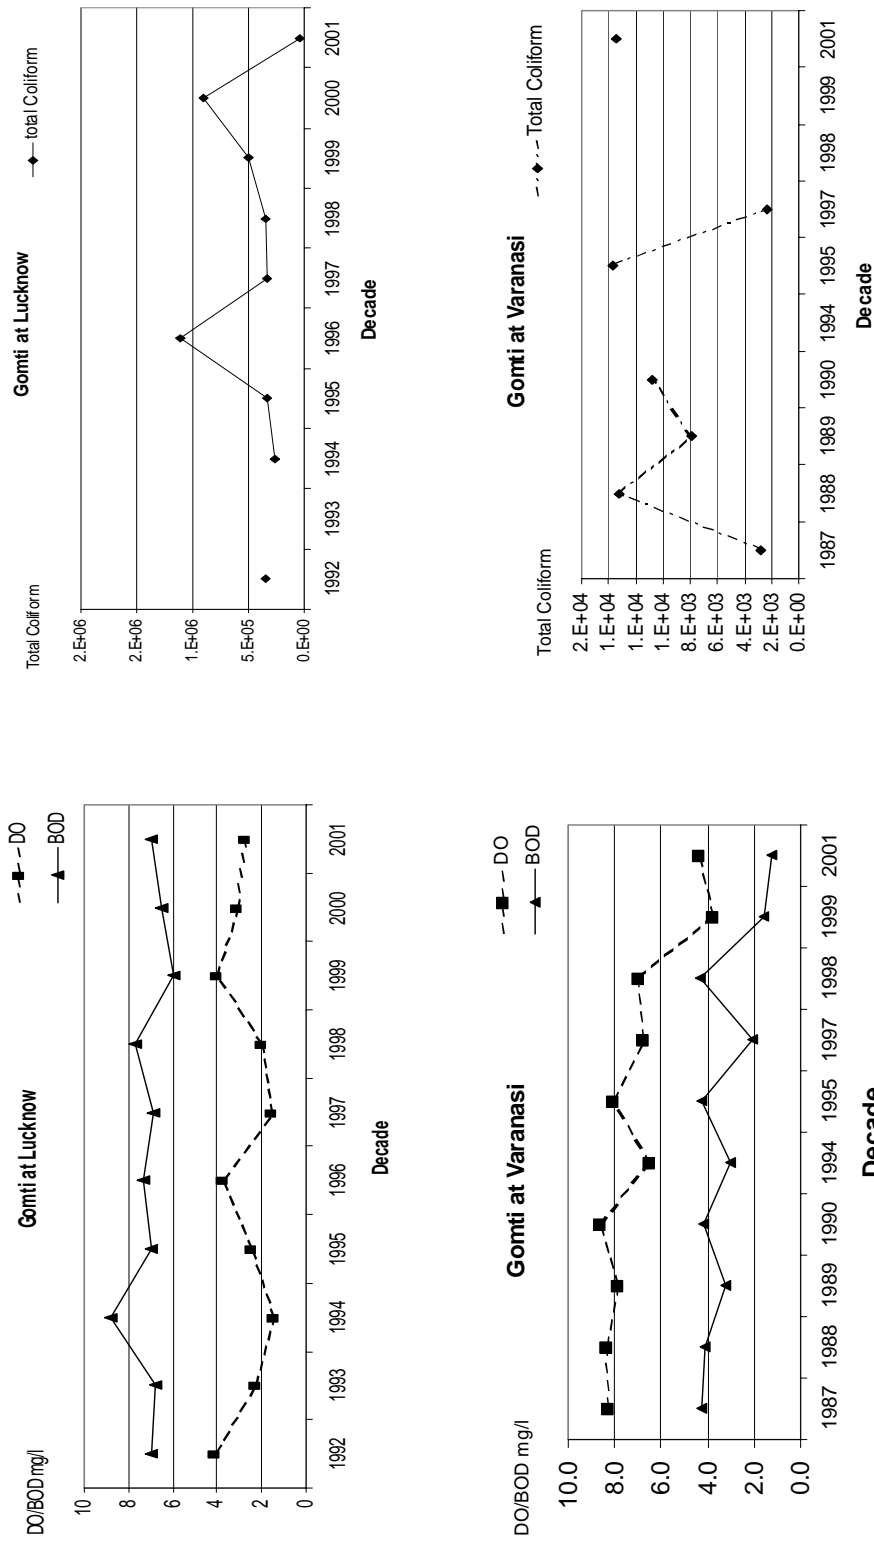 Gomti at Lucknow
DO/BOD mg/l
DO
BOD
10
8
6
4
2
0
1992
1993
1994
1995
1996
1997
1998
1999
2000
2001
Decade
Gomti at Lucknow
Total Coliform
total Coliform
2.E+06
2.E+06
1.E+06
5.E+05
0.E+00
1992
1993
1994
1995
1996
1997
1998
1999
2000
2001
Decade
Gomti at Varanasi
DO/BOD mg/l
DO
BOD
10.0
8.0
6.0
4.0
2.0
0.0
1987
1988
1989
1990
1994
1995
1997
1998
1999
2001
Decade
Gomti at Varanasi
Total Coliform
Total Coliform
2.E+04
1.E+04
1.E+04
1.E+04
8.E+03
6.E+03
4.E+03
2.E+03
0.E+00
1987
1988
1989
1990
1994
1995
1997
1998
1999
2001
Decade